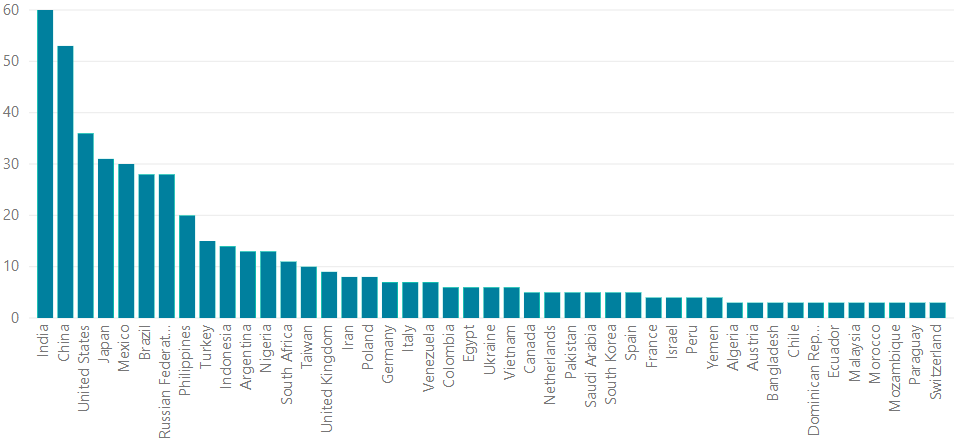 60
50
40
30
20
10
0
India
China
United States
Japan
Mexico
Brazil
Russian Federat...
Philippines
Turkey
Indonesia
Argentina
Nigeria
South Africa
Taiwan
United Kingdom
Iran
Poland
Germany
Italy
Venezuela
Colombia
Egypt
Ukraine
Vietnam
Canada
Netherlands
Pakistan
Saudi Arabia
South Korea
Spain
France
Israel
Peru
Yemen
Algeria
Austria
Bangladesh
Chile
Dominican Rep...
Ecuador
Malaysia
Morocco
Mozambique
Paraguay
Switzerland